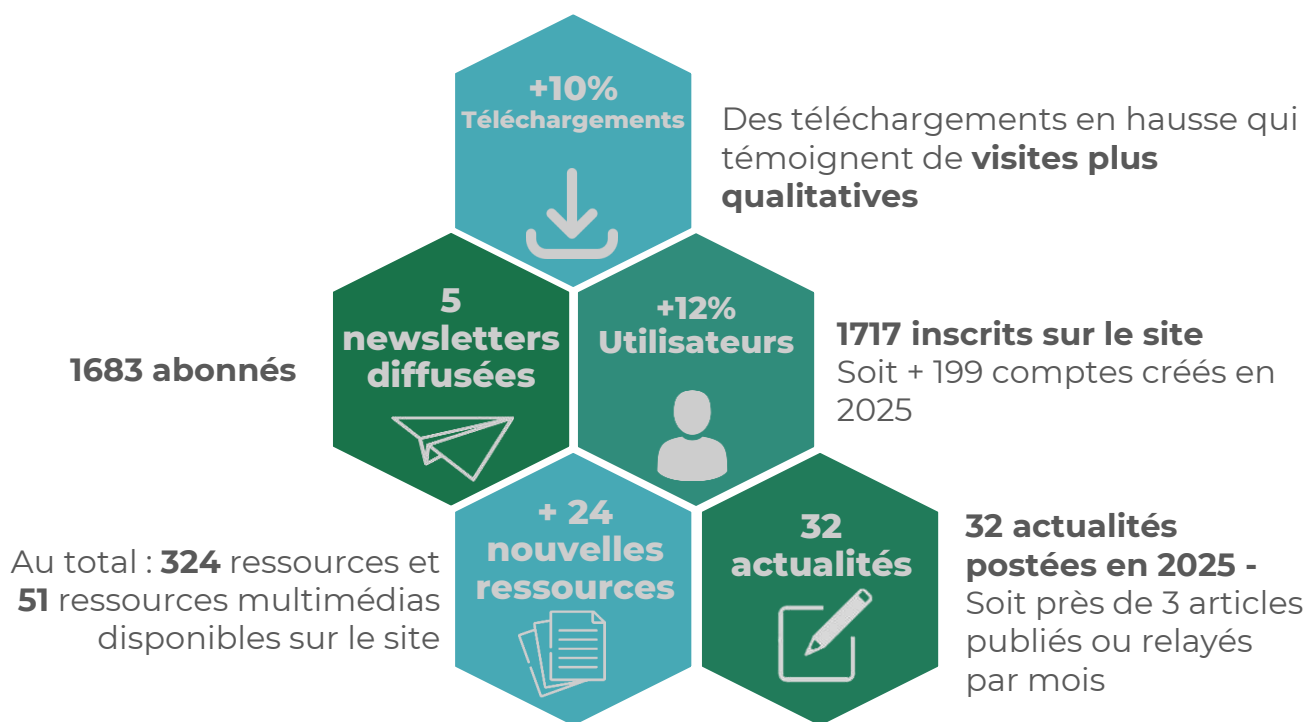 +10%
Téléchargements
Des téléchargements en hausse qui
témoignent de visites plus
qualitatives
1683 abonnés
5
newsletters
diffusées
+12%
Utilisateurs
1717 inscrits sur le site
Soit + 199 comptes créés en
2025
Au total : 324 ressources et
51 ressources multimédias
disponibles sur le site
+ 24
nouvelles
ressources
32
actualités
32 actualités
postées en 2025 -
Soit près de 3 articles
publiés ou relayés
par mois